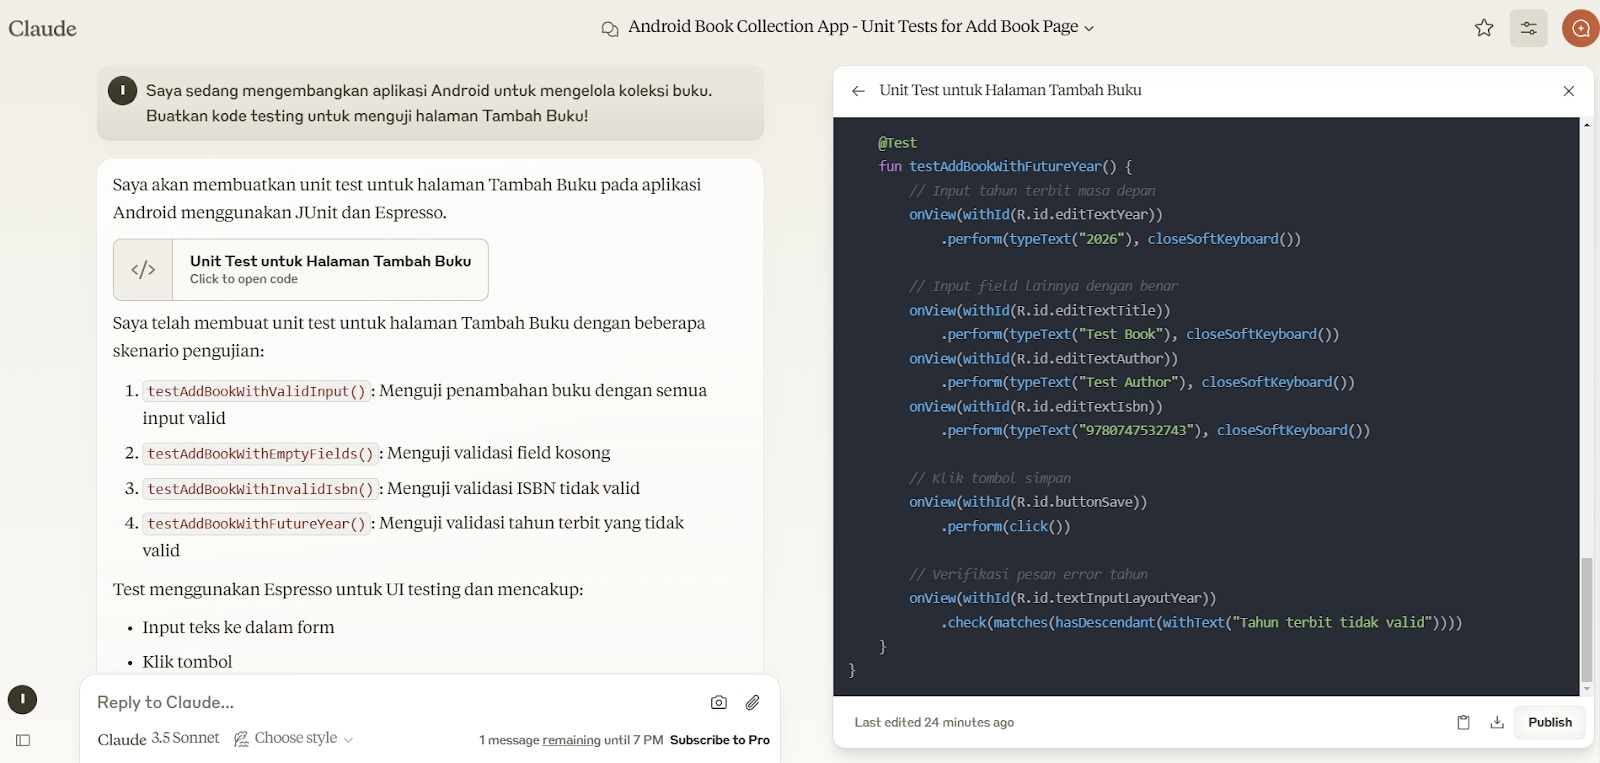 Claude
Android Book Collection App - Unit Tests for Add Book Page
I
Saya sedang mengembangkan aplikasi Android untuk mengelola koleksi buku.
Buatkan kode testing untuk menguji halaman Tambah Buku!
Saya akan membuatkan unit test untuk halaman Tambah Buku pada aplikasi
Android menggunakan JUnit dan Espresso.
</>
Unit Test untuk Halaman Tambah Buku
Click to open code
Saya telah membuat unit test untuk halaman Tambah Buku dengan beberapa
skenario pengujian:
1. testAddBookWithValidInput(): Menguji penambahan buku dengan semua
input valid
2. testAddBookWithEmptyFields(): Menguji validasi field kosong
3. testAddBookWithInvalidIsbn(): Menguji validasi ISBN tidak valid
4. testAddBookWithFutureYear(): Menguji validasi tahun terbit yang tidak
valid
Test menggunakan Espresso untuk UI testing dan mencakup:
• Input teks ke dalam form
• Klik tombol
I
Reply to Claude...
Claude 3.5 Sonnet
Choose style
1 message remaining until 7 PM Subscribe to Pro
Unit Test untuk Halaman Tambah Buku
@Test
fun testAddBookWithFutureYear() {
// Input tahun terbit masa depan
onView(withId(R.id.editTextYear))
.perform(typeText("2026"), closeSoftKeyboard())
// Input field lainnya dengan benar
onView(withId(R.id.editTextTitle))
.perform(typeText("Test Book"), closeSoftKeyboard())
onView(withId(R.id.editTextAuthor))
.perform(typeText("Test Author"), closeSoftKeyboard())
onView(withId(R.id.editTextIsbn))
.perform(typeText("9780747532743"), closeSoftKeyboard())
// Klik tombol simpan
onView(withId(R.id.buttonSave))
.perform(click())
// Verifikasi pesan error tahun
onView(withId(R.id.textInputLayoutYear))
.check(matches(hasDescendant(withText("Tahun terbit tidak valid"))))
}
}
Last edited 24 minutes ago
Publish